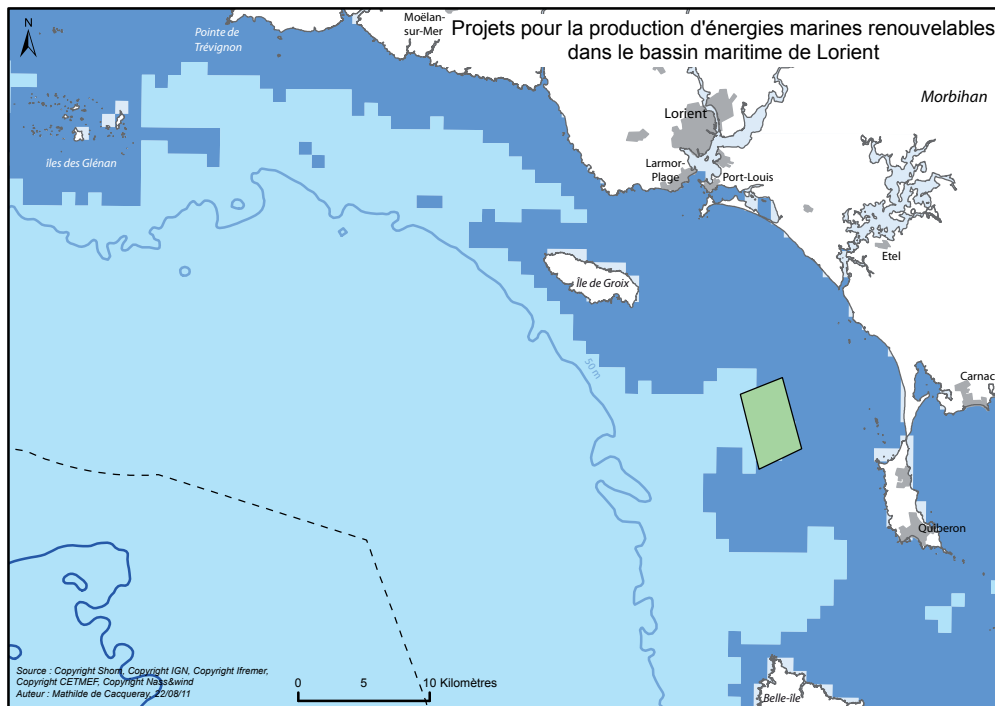 Projets pour la production d'énergies marines renouvelables
dans le bassin maritime de Lorient
N
Moëlan-
sur-Mer
Pointe de
Trévignon
Morbihan
Lorient
îles des Glénan
Larmor-
Plage
Port-Louis
Etel
Île de Groix
50 m
Carnac
Quiberon
Source : Copyright Shom, Copyright IGN, Copyright Ifremer,
Copyright CETMEF, Copyright Nass&wind
Auteur : Mathilde de Cacqueray, 22/08/11
0 5 10 Kilomètres
Belle-île